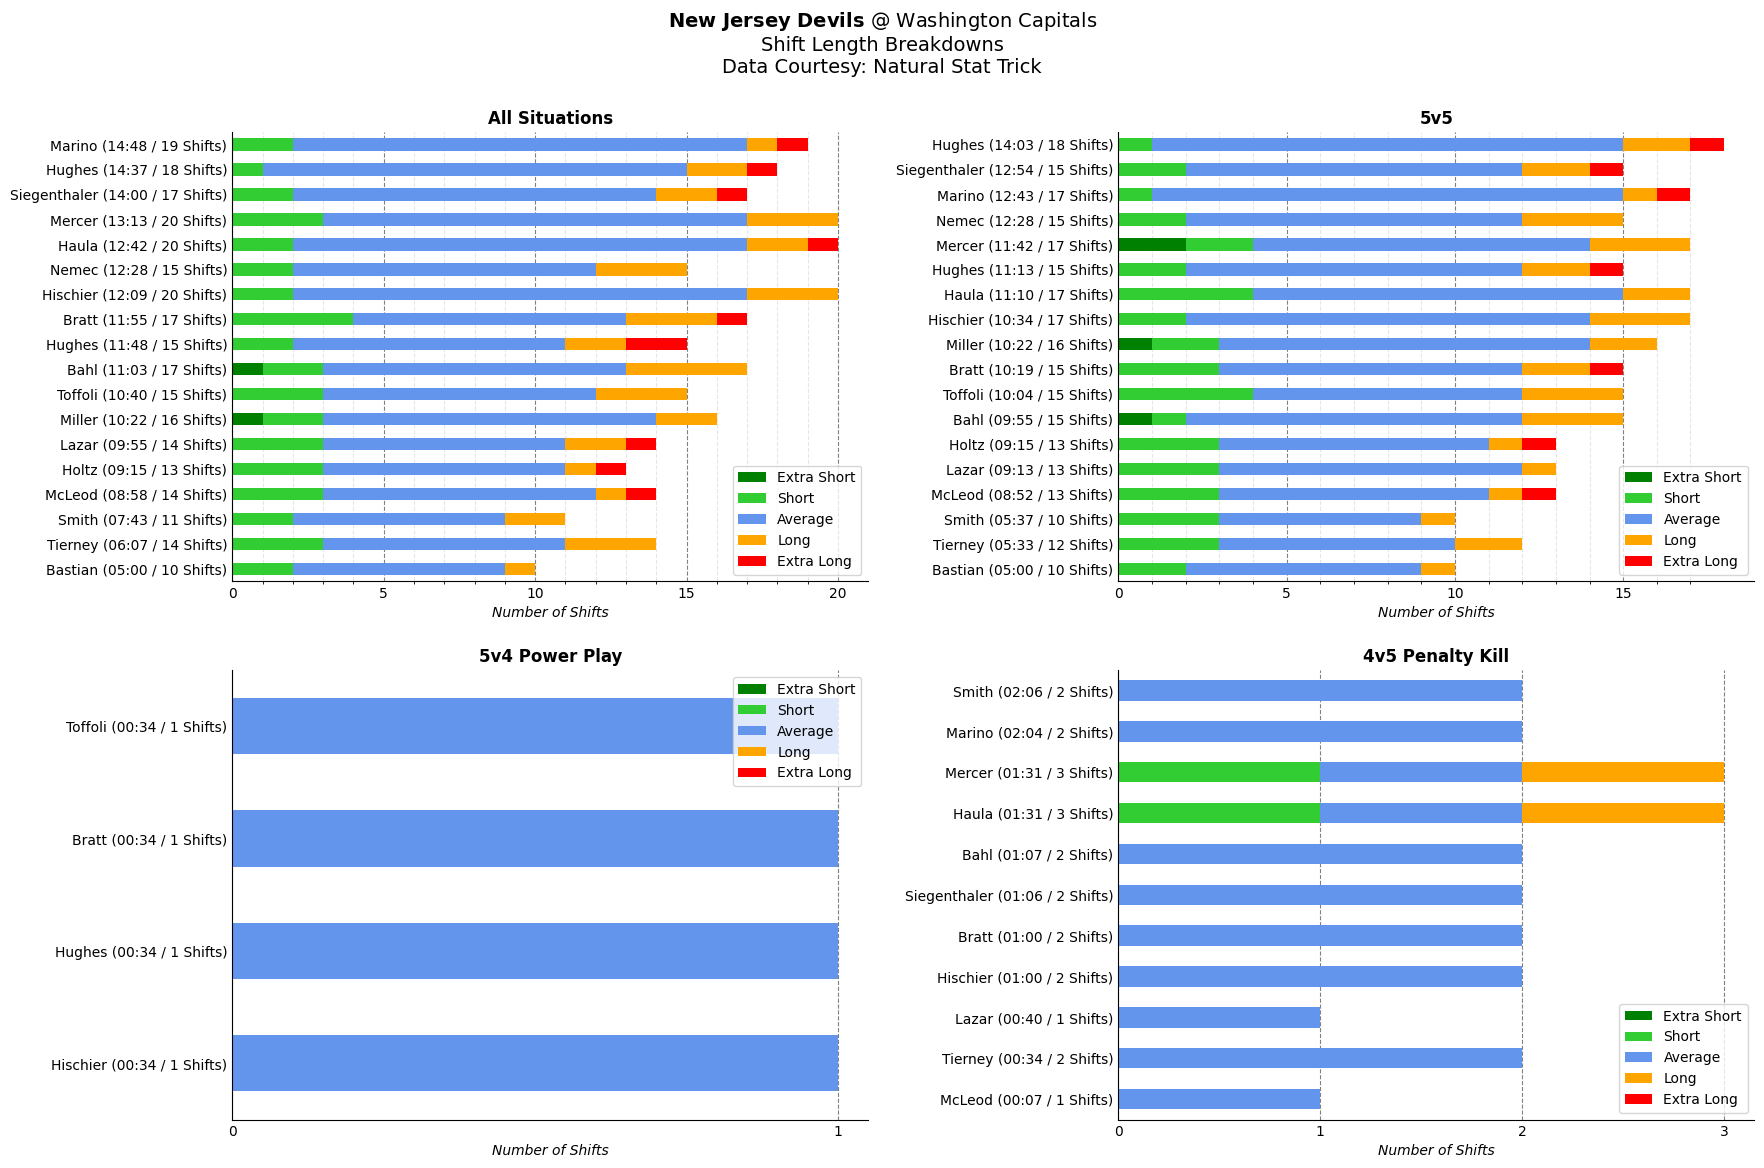 New Jersey Devils @ Washington Capitals
Shift Length Breakdowns
Data Courtesy: Natural Stat Trick
All Situations
Marino (14:48 / 19 Shifts)
Hughes (14:37 / 18 Shifts)
Siegenthaler (14:00 / 17 Shifts)
Mercer (13:13 / 20 Shifts)
Haula (12:42 / 20 Shifts)
Nemec (12:28 / 15 Shifts)
Hischier (12:09 / 20 Shifts)
Bratt (11:55 / 17 Shifts)
Hughes (11:48 / 15 Shifts)
Bahl (11:03 / 17 Shifts)
Toffoli (10:40 / 15 Shifts)
Miller (10:22 / 16 Shifts)
Lazar (09:55 / 14 Shifts)
Holtz (09:15 / 13 Shifts)
McLeod (08:58 / 14 Shifts)
Smith (07:43 / 11 Shifts)
Tierney (06:07 / 14 Shifts)
Bastian (05:00 / 10 Shifts)
Extra Short
Short
Average
Long
Extra Long
0 5 10 15 20
Number of Shifts
5v5
Hughes (14:03 / 18 Shifts)
Siegenthaler (12:54 / 15 Shifts)
Marino (12:43 / 17 Shifts)
Nemec (12:28 / 15 Shifts)
Mercer (11:42 / 17 Shifts)
Hughes (11:13 / 15 Shifts)
Haula (11:10 / 17 Shifts)
Hischier (10:34 / 17 Shifts)
Miller (10:22 / 16 Shifts)
Bratt (10:19 / 15 Shifts)
Toffoli (10:04 / 15 Shifts)
Bahl (09:55 / 15 Shifts)
Holtz (09:15 / 13 Shifts)
Lazar (09:13 / 13 Shifts)
McLeod (08:52 / 13 Shifts)
Smith (05:37 / 10 Shifts)
Tierney (05:33 / 12 Shifts)
Bastian (05:00 / 10 Shifts)
Extra Short
Short
Average
Long
Extra Long
0 5 10 15
Number of Shifts
5v4 Power Play
Toffoli (00:34 / 1 Shifts)
Bratt (00:34 / 1 Shifts)
Hughes (00:34 / 1 Shifts)
Hischier (00:34 / 1 Shifts)
Extra Short
Short
Average
Long
Extra Long
0 1
Number of Shifts
4v5 Penalty Kill
Smith (02:06 / 2 Shifts)
Marino (02:04 / 2 Shifts)
Mercer (01:31 / 3 Shifts)
Haula (01:31 / 3 Shifts)
Bahl (01:07 / 2 Shifts)
Siegenthaler (01:06 / 2 Shifts)
Bratt (01:00 / 2 Shifts)
Hischier (01:00 / 2 Shifts)
Lazar (00:40 / 1 Shifts)
Tierney (00:34 / 2 Shifts)
McLeod (00:07 / 1 Shifts)
Extra Short
Short
Average
Long
Extra Long
0 1 2 3
Number of Shifts